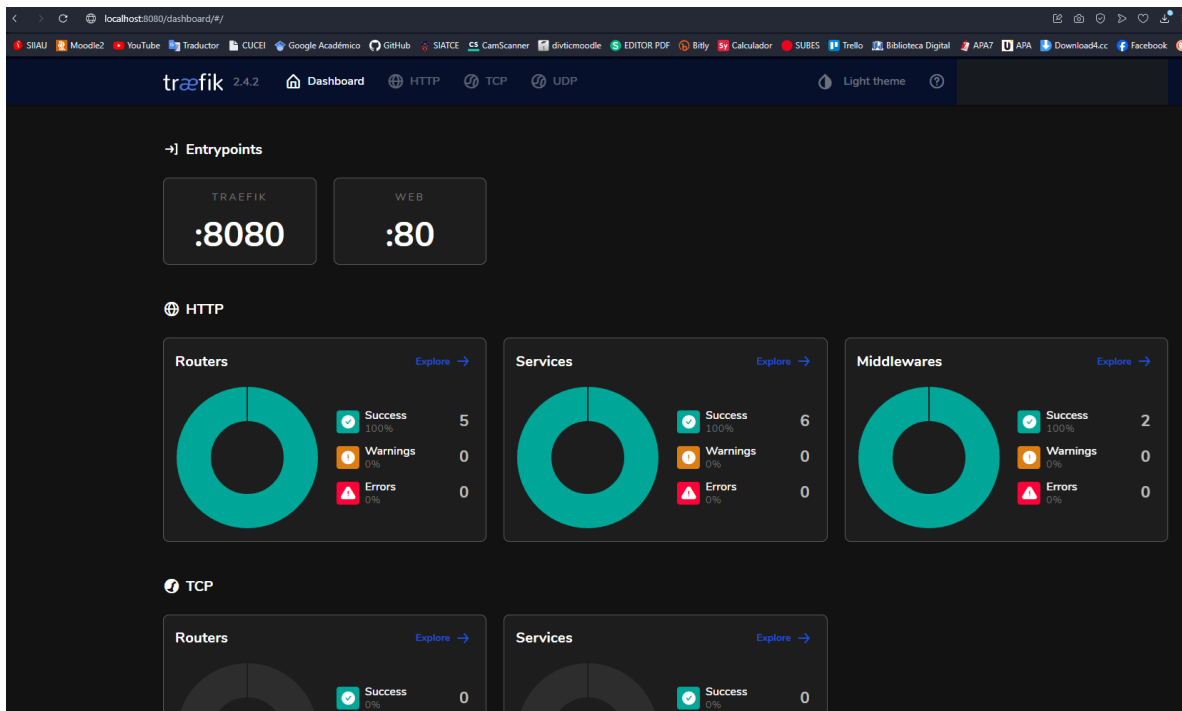 localhost:8080/dashboard/#/
SIIAU Moodle2 YouTube Traductor CUCEI Google Académico GitHub SIATCE CS CamScanner divticmoodle EDITOR PDF Bitly Sy Calculador SUBES Trello Biblioteca Digital APA7 U APA Download4.cc Facebook
træfik 2.4.2 Dashboard HTTP TCP UDP Light theme
Entrypoints
TRAEFIK WEB
:8080 :80
HTTP
Routers Explore → Services Explore → Middlewares Explore →
Success 5 Success 6 Success 2
100% 100% 100%
Warnings 0 Warnings 0 Warnings 0
0% 0% 0%
Errors 0 Errors 0 Errors 0
0% 0% 0%
TCP
Routers Explore → Services Explore →
Success 0 Success 0
0% 0%